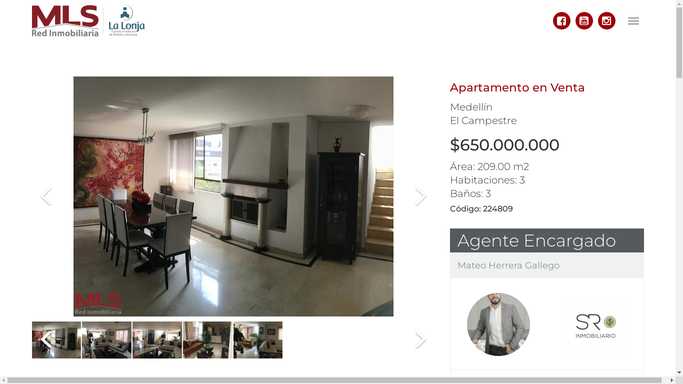 MLS
Red Inmobiliaria
La Lonja
Apartamento en Venta
Medellín
El Campestre
$650.000.000
Área: 209.00 m2
Habitaciones: 3
Baños: 3
Código: 224809
Agente Encargado
Mateo Herrera Gallego
SR
INMOBILIARIO
MLS
Red Inmobiliaria